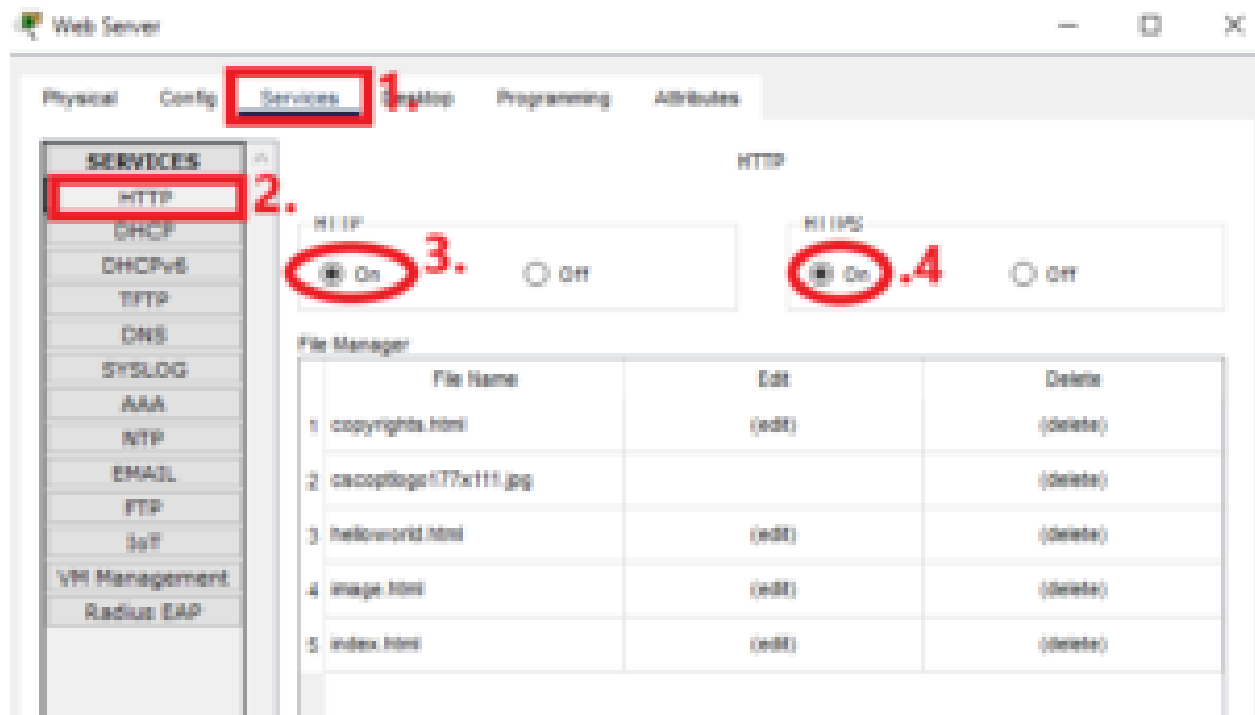 Web Server
Physical Config Services Desktop Programming Attributes
1.
SERVICES
HTTP
2.
DHCP
DHCPv6
TFTP
DNS
SYSLOG
AAA
NTP
EMAIL
FTP
IoT
VM Management
Radius EAP
HTTP
HTTP
On
3.
Off
HTTPS
On
.4
Off
File Manager
File Name Edit Delete
1 copyrights.html (edit) (delete)
2 cscoptlogo177x111.jpg (delete)
3 helloworld.html (edit) (delete)
4 image.html (edit) (delete)
5 index.html (edit) (delete)